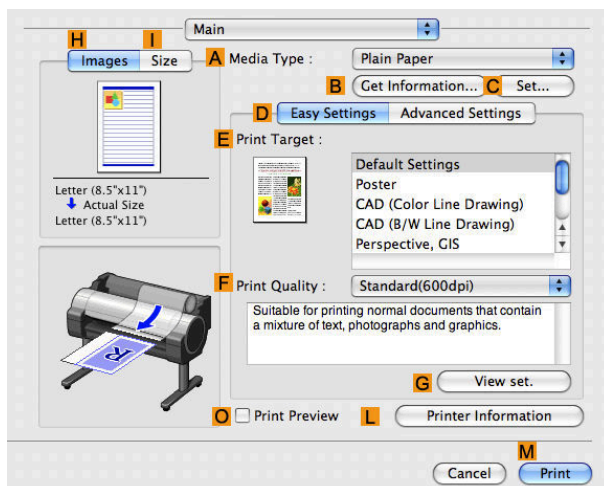 Main
H I
Images Size
A Media Type : Plain Paper
B Get Information... C Set...
D Easy Settings Advanced Settings
E Print Target :
Default Settings
Poster
CAD (Color Line Drawing)
CAD (B/W Line Drawing)
Perspective, GIS
Letter (8.5"x11")
Actual Size
Letter (8.5"x11")
F Print Quality : Standard(600dpi)
Suitable for printing normal documents that contain
a mixture of text, photographs and graphics.
R
G View set.
O Print Preview L Printer Information
M
Cancel Print